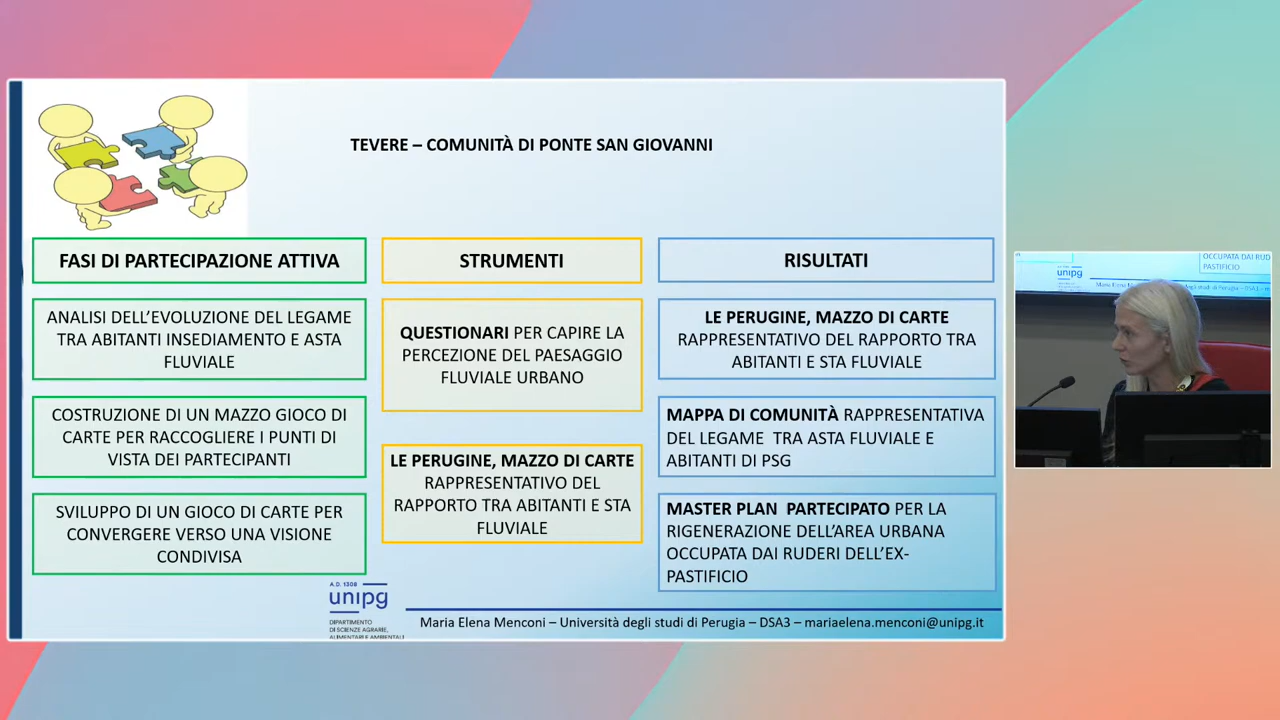 TEVERE – COMUNITÀ DI PONTE SAN GIOVANNI
FASI DI PARTECIPAZIONE ATTIVA
ANALISI DELL'EVOLUZIONE DEL LEGAME
TRA ABITANTI INSEDIAMENTO E ASTA
FLUVIALE
COSTRUZIONE DI UN MAZZO GIOCO DI
CARTE PER RACCOGLIERE I PUNTI DI
VISTA DEI PARTECIPANTI
SVILUPPO DI UN GIOCO DI CARTE PER
CONVERGERE VERSO UNA VISIONE
CONDIVISA
STRUMENTI
QUESTIONARI PER CAPIRE LA
PERCEZIONE DEL PAESAGGIO
FLUVIALE URBANO
LE PERUGINE, MAZZO DI CARTE
RAPPRESENTATIVO DEL
RAPPORTO TRA ABITANTI E STA
FLUVIALE
RISULTATI
LE PERUGINE, MAZZO DI CARTE
RAPPRESENTATIVO DEL RAPPORTO TRA
ABITANTI E STA FLUVIALE
MAPPA DI COMUNITÀ RAPPRESENTATIVA
DEL LEGAME TRA ASTA FLUVIALE E
ABITANTI DI PSG
MASTER PLAN PARTECIPATO PER LA
RIGENERAZIONE DELL'AREA URBANA
OCCUPATA DAI RUDERI DELL'EX-
PASTIFICIO
A.D. 1308
unipg
DIPARTIMENTO
DI SCIENZE AGRARIE,
ALIMENTARI E AMBIENTALI
Maria Elena Menconi – Università degli studi di Perugia – DSA3 – mariaelena.menconi@unipg.it
OCCUPATA DAI RUD
PASTIFICIO
unipg